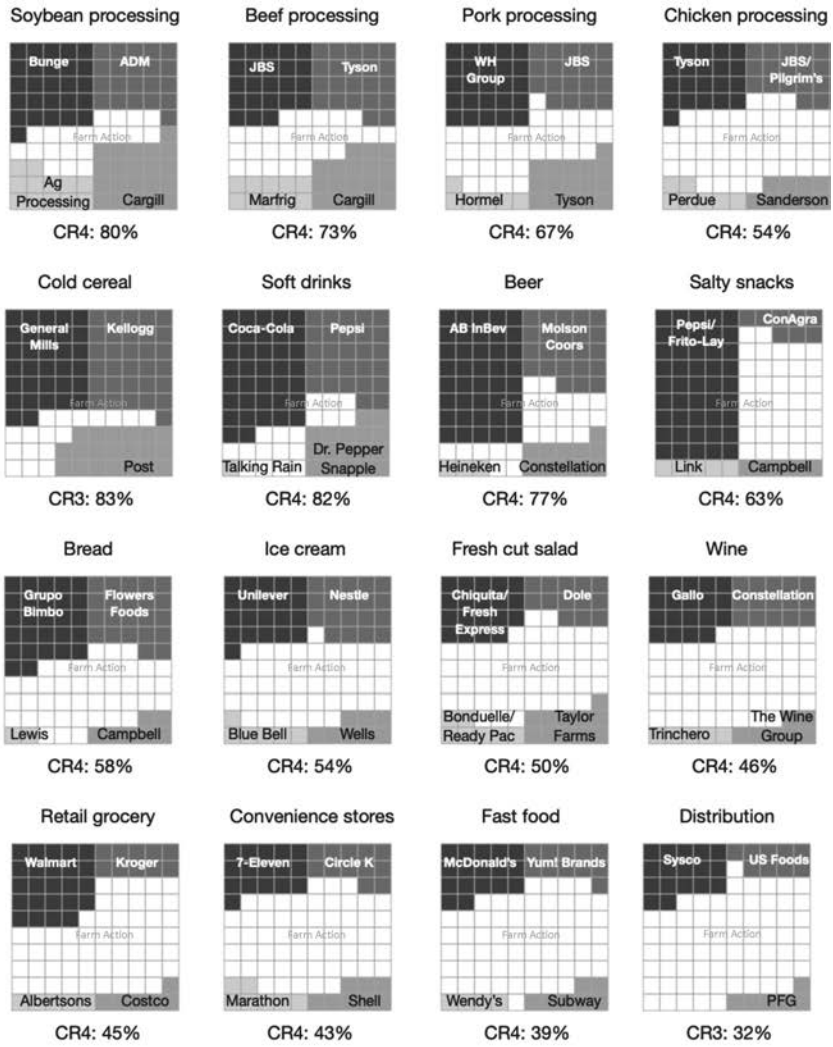 Soybean processing
Bunge
ADM
Farm Action
Ag
Processing
Cargill
CR4: 80%
Beef processing
JBS
Tyson
Farm Action
Marfrig
Cargill
CR4: 73%
Pork processing
WH
Group
JBS
Farm Action
Hormel
Tyson
CR4: 67%
Chicken processing
Tyson
JBS/
Pilgrim's
Farm Action
Perdue
Sanderson
CR4: 54%
Cold cereal
General
Mills
Kellogg
Farm Action
Post
CR3: 83%
Soft drinks
Coca-Cola
Pepsi
Farm Action
Talking Rain
Dr. Pepper
Snapple
CR4: 82%
Beer
AB InBev
Molson
Coors
Farm Action
Heineken
Constellation
CR4: 77%
Salty snacks
Pepsi/
Frito-Lay
ConAgra
Farm Action
Link
Campbell
CR4: 63%
Bread
Grupo
Bimbo
Flowers
Foods
Farm Action
Lewis
Campbell
CR4: 58%
Ice cream
Unilever
Nestle
Farm Action
Blue Bell
Wells
CR4: 54%
Fresh cut salad
Chiquita/
Fresh
Express
Dole
Farm Action
Bonduelle/
Ready Pac
Taylor
Farms
CR4: 50%
Wine
Gallo
Constellation
Farm Action
Trinchero
The Wine
Group
CR4: 46%
Retail grocery
Walmart
Kroger
Farm Action
Albertsons
Costco
CR4: 45%
Convenience stores
7-Eleven
Circle K
Farm Action
Marathon
Shell
CR4: 43%
Fast food
McDonald's
Yum! Brands
Farm Action
Wendy's
Subway
CR4: 39%
Distribution
Sysco
US Foods
Farm Action
PFG
CR3: 32%